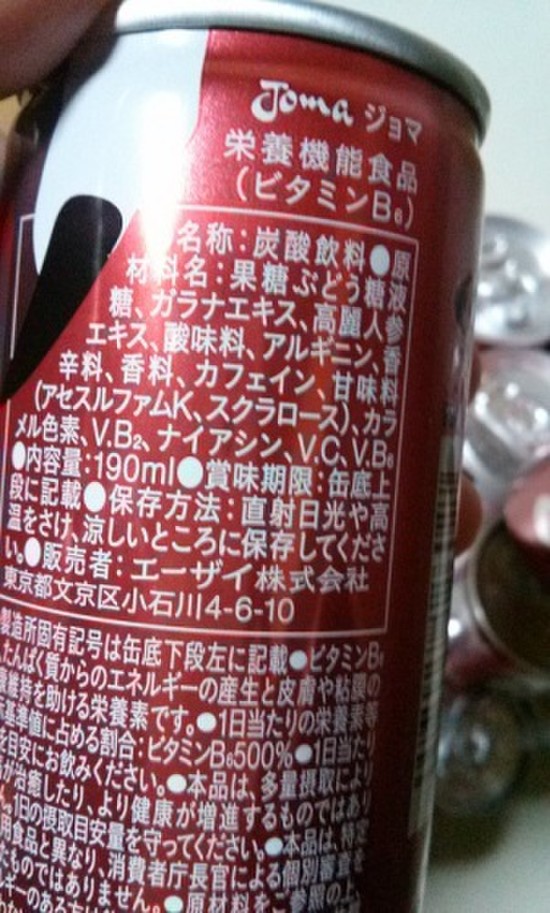 Joma ジョマ
栄養機能食品
(ビタミンB₆)
名称:炭酸飲料●原
材料名:果糖ぶどう糖液
糖、ガラナエキス、高麗人参
エキス、酸味料、アルギニン、香
辛料、香料、カフェイン、甘味料
(アセスルファムK、スクラロース)、カラ
メル色素、V.B₂、ナイアシン、V.C、V.B₆
●内容量:190ml●賞味期限:缶底上
段に記載●保存方法:直射日光や高
温をさけ、涼しいところに保存してくださ
い。●販売者:エーザイ株式会社
東京都文京区小石川4-6-10
製造所固有記号は缶底下段左に記載●ビタミンB₆
、たんぱく質からのエネルギーの産生と皮膚や粘膜の
維持を助ける栄養素です。●1日当たりの栄養素等
基準値に占める割合:ビタミンB₆500%●1日当たり
を目安にお飲みください。●本品は、多量摂取により
が治癒したり、より健康が増進するものではあり
ん。1日の摂取目安量を守ってください。●本品は、特定
用食品と異なり、消費者庁長官による個別審査を
たものではありません。●原材料をご参照の上
ルギーのある方は